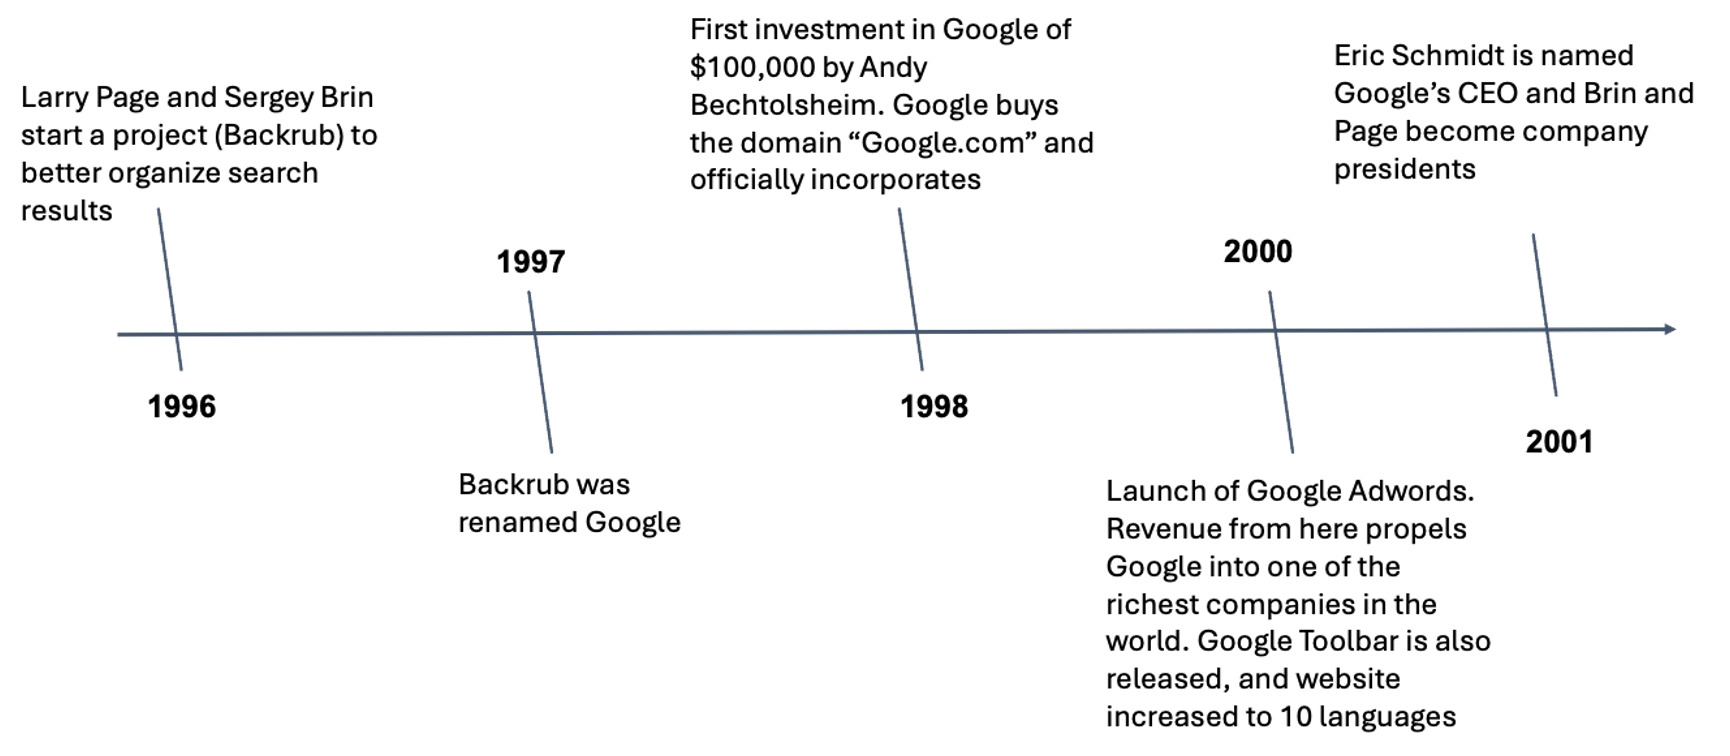 Larry Page and Sergey Brin
start a project (Backrub) to
better organize search
results
1996
1997
Backrub was
renamed Google
First investment in Google of
$100,000 by Andy
Bechtolsheim. Google buys
the domain “Google.com” and
officially incorporates
1998
2000
Launch of Google Adwords.
Revenue from here propels
Google into one of the
richest companies in the
world. Google Toolbar is also
released, and website
increased to 10 languages
Eric Schmidt is named
Google’s CEO and Brin and
Page become company
presidents
2001